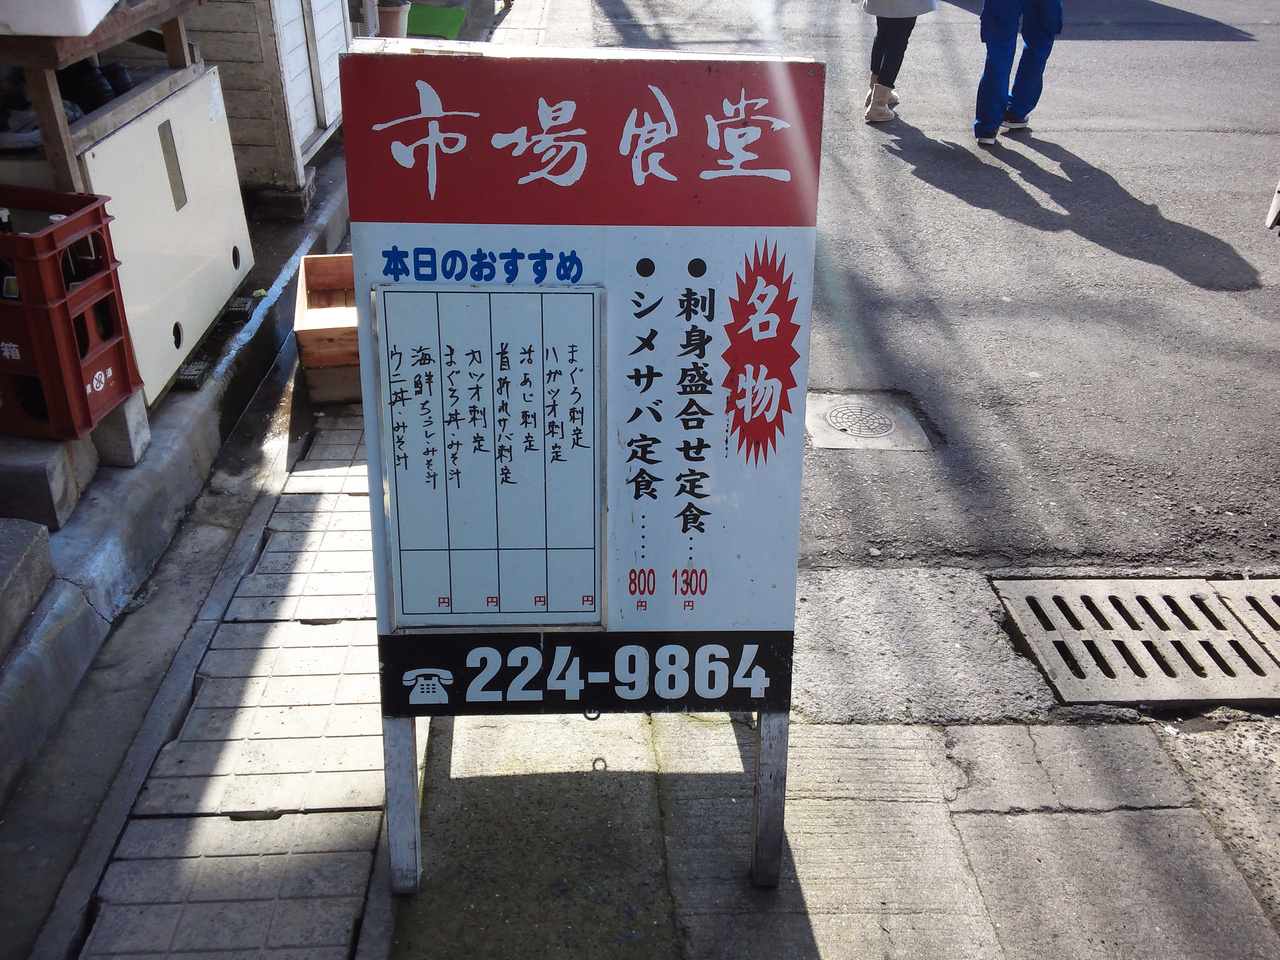 市場食堂
名物
●刺身盛合せ定食……1300円
●シメサバ定食……800円
本日のおすすめ
まぐろ刺定
ハガツオ刺定
活あじ刺定
首折れサバ刺定
カツオ刺定
まぐろ丼・みそ汁
海鮮ちらし・みそ汁
ウニ丼・みそ汁
円
円
円
円
224-9864
箱